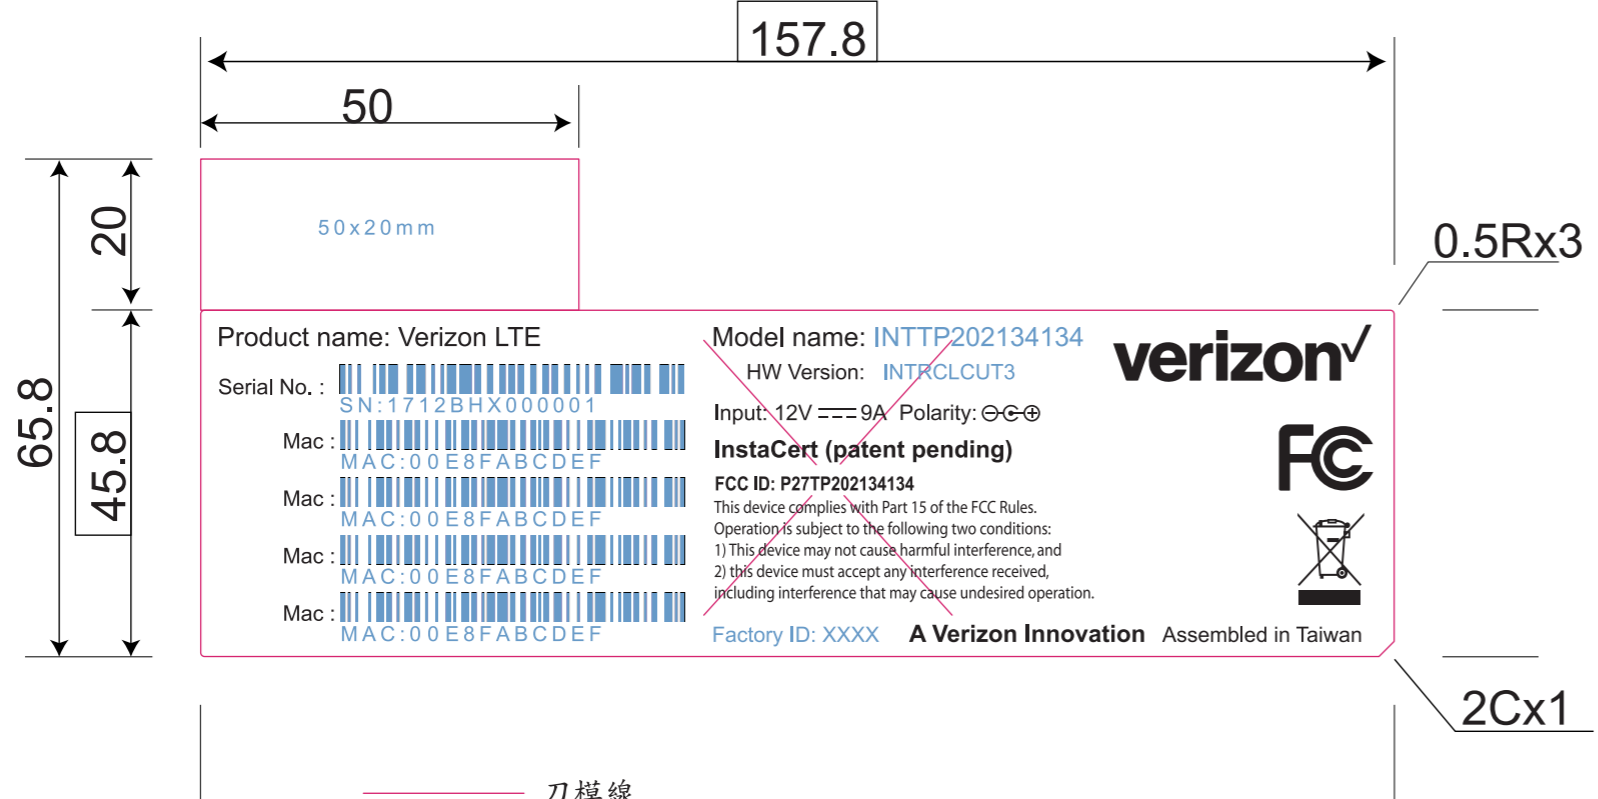 157.8
50
50x20mm
20
65.8
45.8
0.5Rx3
Product name: Verizon LTE
Serial No. :
SN:1712BHX000001
Mac :
MAC:00E8FABCDEF
Mac :
MAC:00E8FABCDEF
Mac :
MAC:00E8FABCDEF
Mac :
MAC:00E8FABCDEF
Model name: INTTP202134134
HW Version: INTRCLCUT3
Input: 12V 9A Polarity:
InstaCert (patent pending)
FCC ID: P27TP202134134
This device complies with Part 15 of the FCC Rules.
Operation is subject to the following two conditions:
1) This device may not cause harmful interference, and
2) this device must accept any interference received,
including interference that may cause undesired operation.
Factory ID: XXXX A Verizon Innovation Assembled in Taiwan
verizon
FC
2Cx1
刀模線